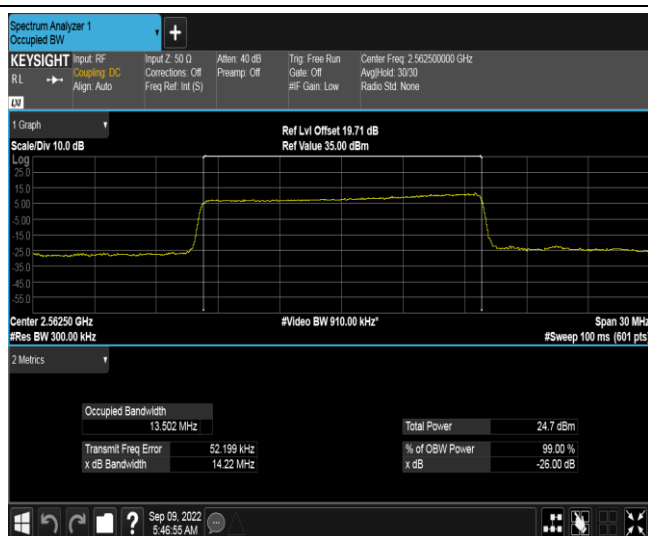 Spectrum Analyzer 1
Occupied BW
+
KEYSIGHT
RL
LXI
Input: RF
Coupling: DC
Align: Auto
Input Z: 50 Ω
Corrections: Off
Freq Ref: Int (S)
Atten: 40 dB
Preamp: Off
Trig: Free Run
Gate: Off
#IF Gain: Low
Center Freq: 2.562500000 GHz
Avg|Hold: 30/30
Radio Std: None
1 Graph
Scale/Div 10.0 dB
Ref Lvl Offset 19.71 dB
Ref Value 35.00 dBm
Log
25.0
15.0
5.00
-5.00
-15.0
-25.0
-35.0
-45.0
-55.0
Center 2.56250 GHz
#Res BW 300.00 kHz
#Video BW 910.00 kHz*
Span 30 MHz
#Sweep 100 ms (601 pts)
2 Metrics
Occupied Bandwidth
13.502 MHz
Transmit Freq Error 52.199 kHz
x dB Bandwidth 14.22 MHz
Total Power 24.7 dBm
% of OBW Power 99.00 %
x dB -26.00 dB
?
Sep 09, 2022
5:46:55 AM